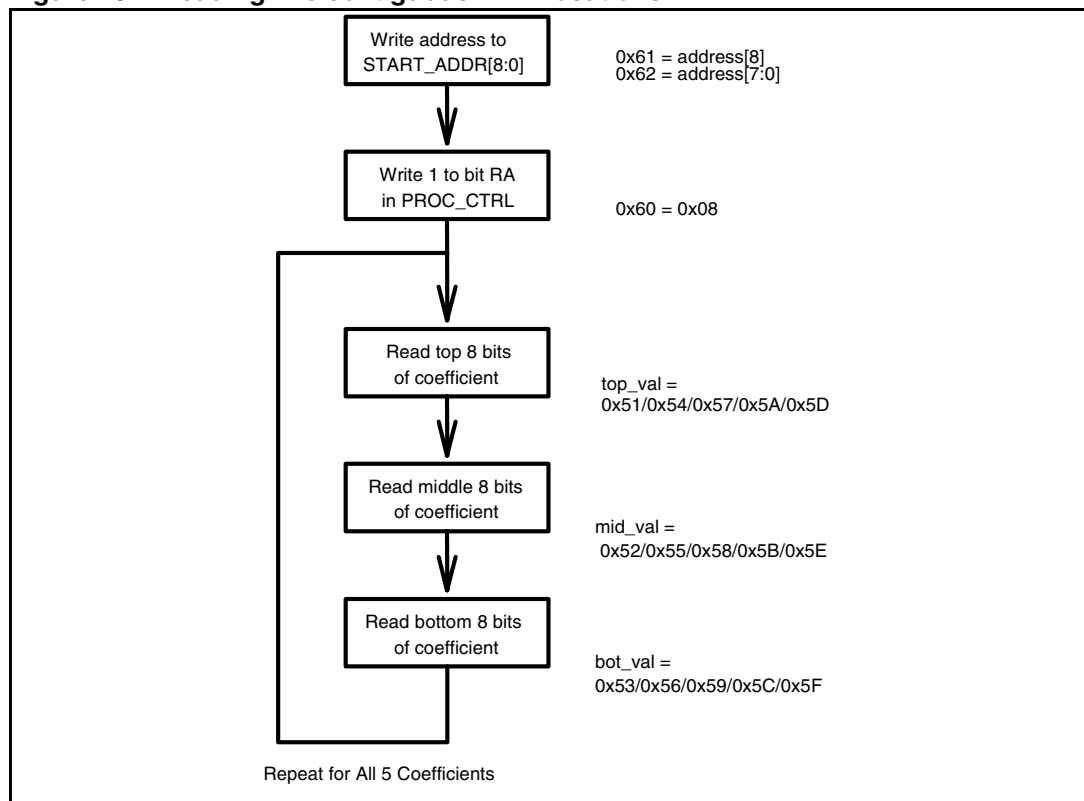 Write address to
START_ADDR[8:0]
0x61 = address[8]
0x62 = address[7:0]
Write 1 to bit RA
in PROC_CTRL
0x60 = 0x08
Read top 8 bits
of coefficient
top_val =
0x51/0x54/0x57/0x5A/0x5D
Read middle 8 bits
of coefficient
mid_val =
0x52/0x55/0x58/0x5B/0x5E
Read bottom 8 bits
of coefficient
bot_val =
0x53/0x56/0x59/0x5C/0x5F
Repeat for All 5 Coefficients